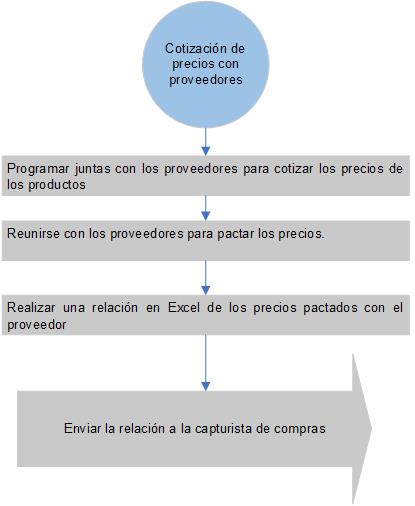 Cotización de
precios con
proveedores
Programar juntas con los proveedores para cotizar los precios de
los productos
Reunirse con los proveedores para pactar los precios.
Realizar una relación en Excel de los precios pactados con el
proveedor
Enviar la relación a la capturista de compras